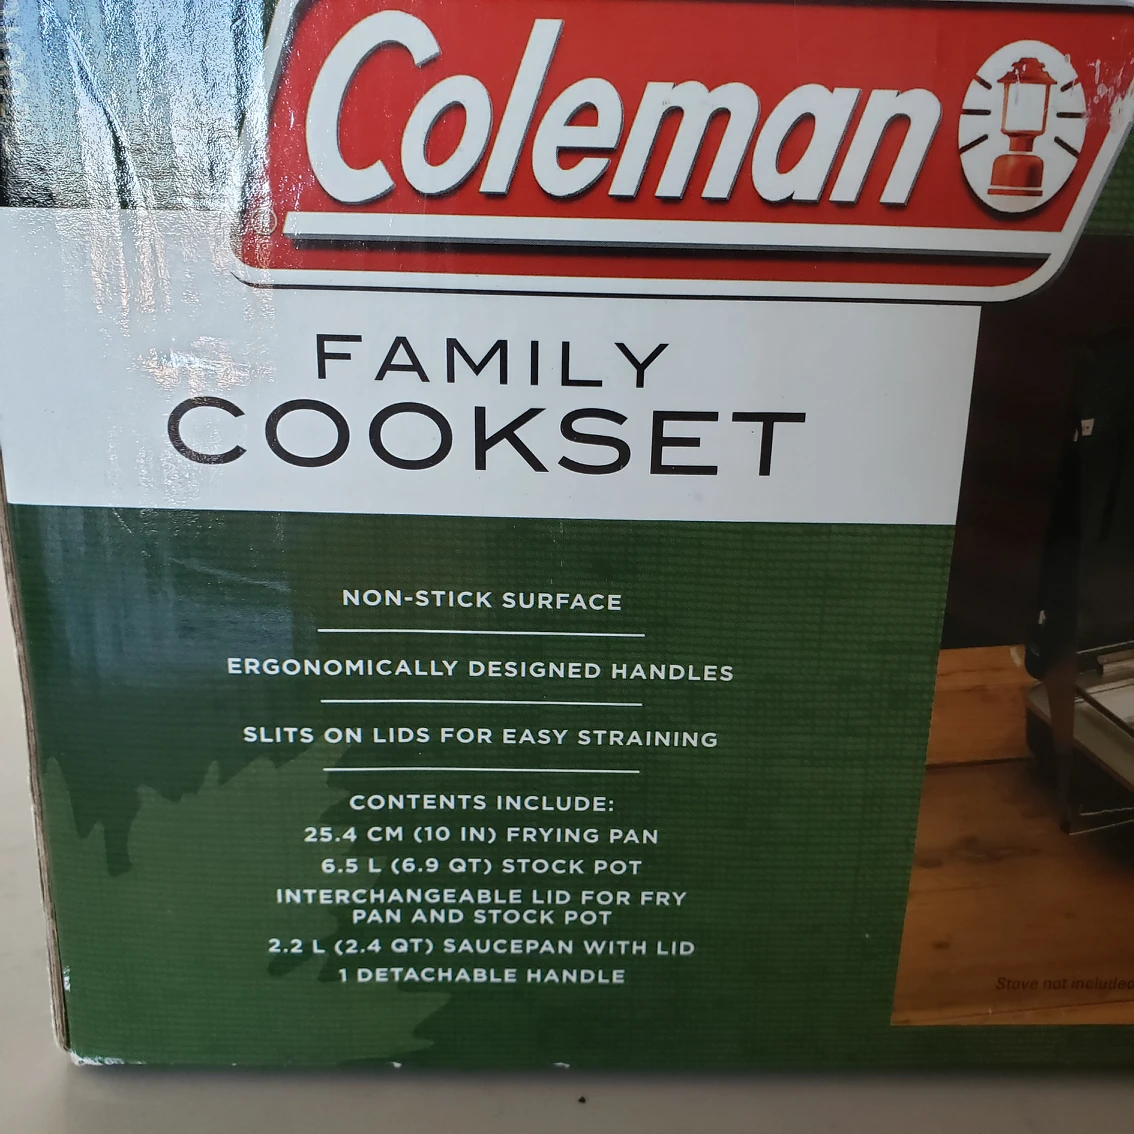 Coleman
FAMILY
COOKSET
NON-STICK SURFACE
ERGONOMICALLY DESIGNED HANDLES
SLITS ON LIDS FOR EASY STRAINING
CONTENTS INCLUDE:
25.4 CM (10 IN) FRYING PAN
6.5 L (6.9 QT) STOCK POT
INTERCHANGEABLE LID FOR FRY
PAN AND STOCK POT
2.2 L (2.4 QT) SAUCEPAN WITH LID
1 DETACHABLE HANDLE
Stove not included